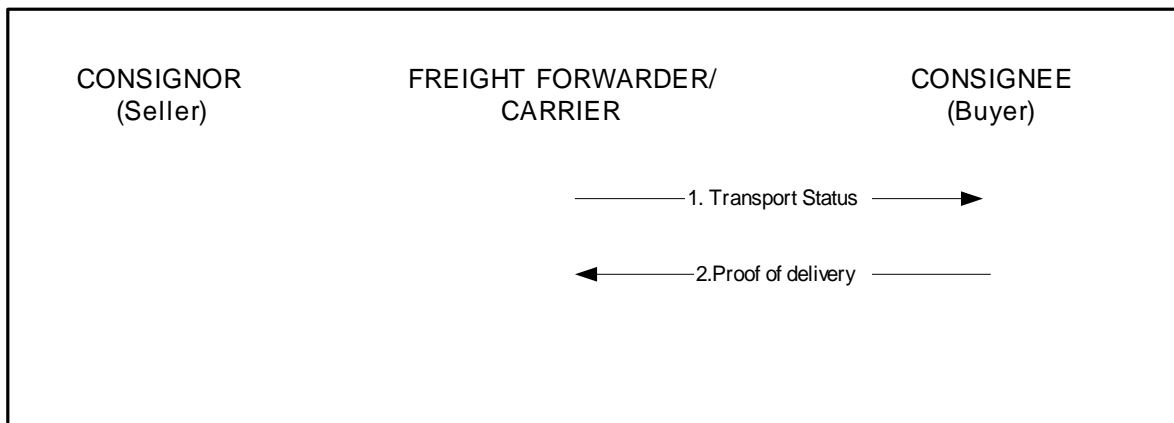 CONSIGNOR
(Seller)
FREIGHT FORWARDER/
CARRIER
CONSIGNEE
(Buyer)
1. Transport Status
2.Proof of delivery